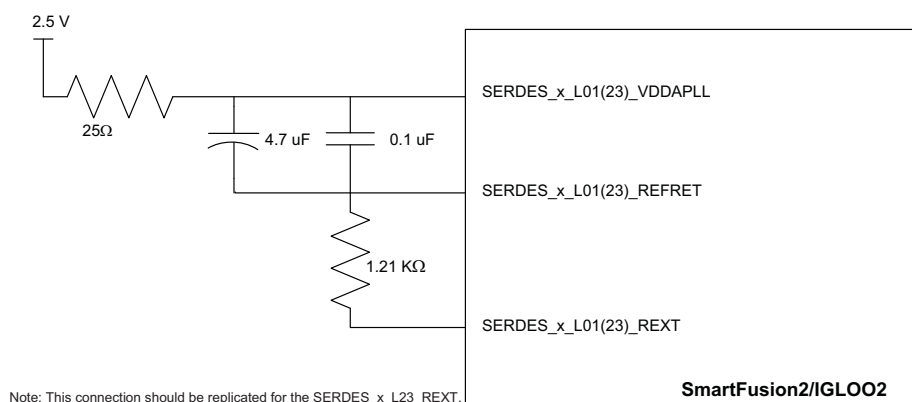 2.5 V
25Ω
4.7 uF
0.1 uF
SERDES_x_L01(23)_VDDAPLL
SERDES_x_L01(23)_REFRET
1.21 KΩ
SERDES_x_L01(23)_REXT
Note: This connection should be replicated for the SERDES_x_L23_REXT.
SmartFusion2/IGLOO2